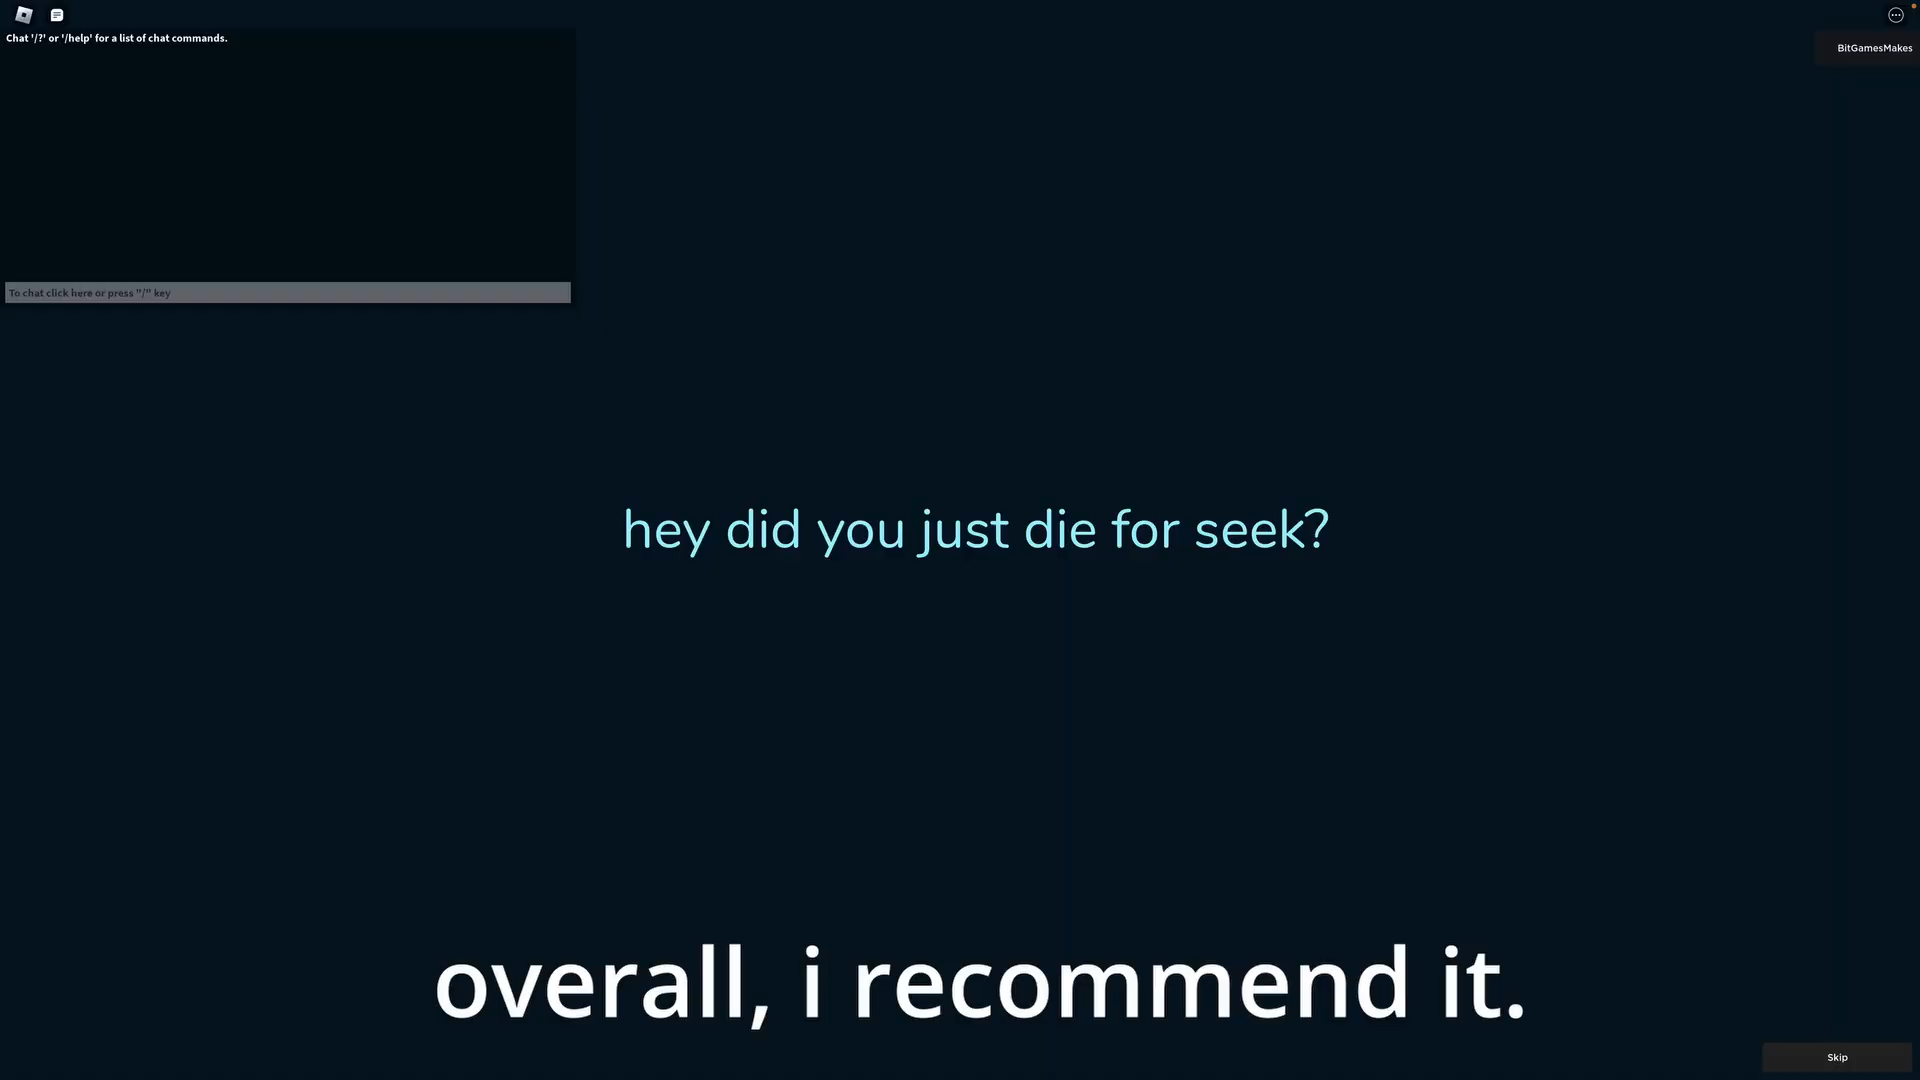 Chat '/?' or '/help' for a list of chat commands.
BitGamesMakes
To chat click here or press "/" key
hey did you just die for seek?
overall, i recommend it.
Skip